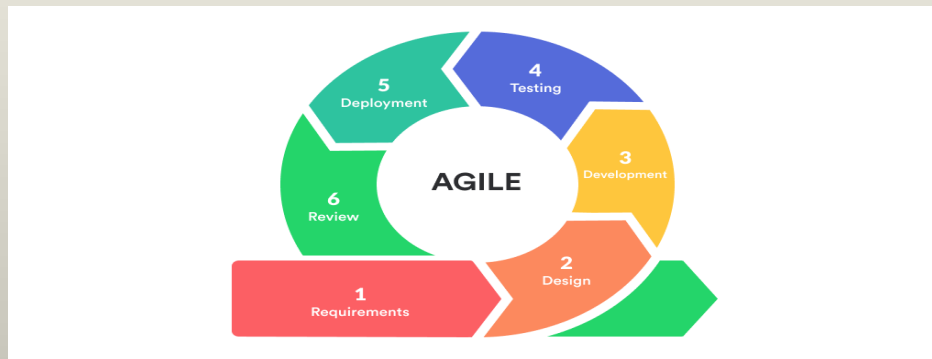 AGILE
1
Requirements
2
Design
3
Development
4
Testing
5
Deployment
6
Review